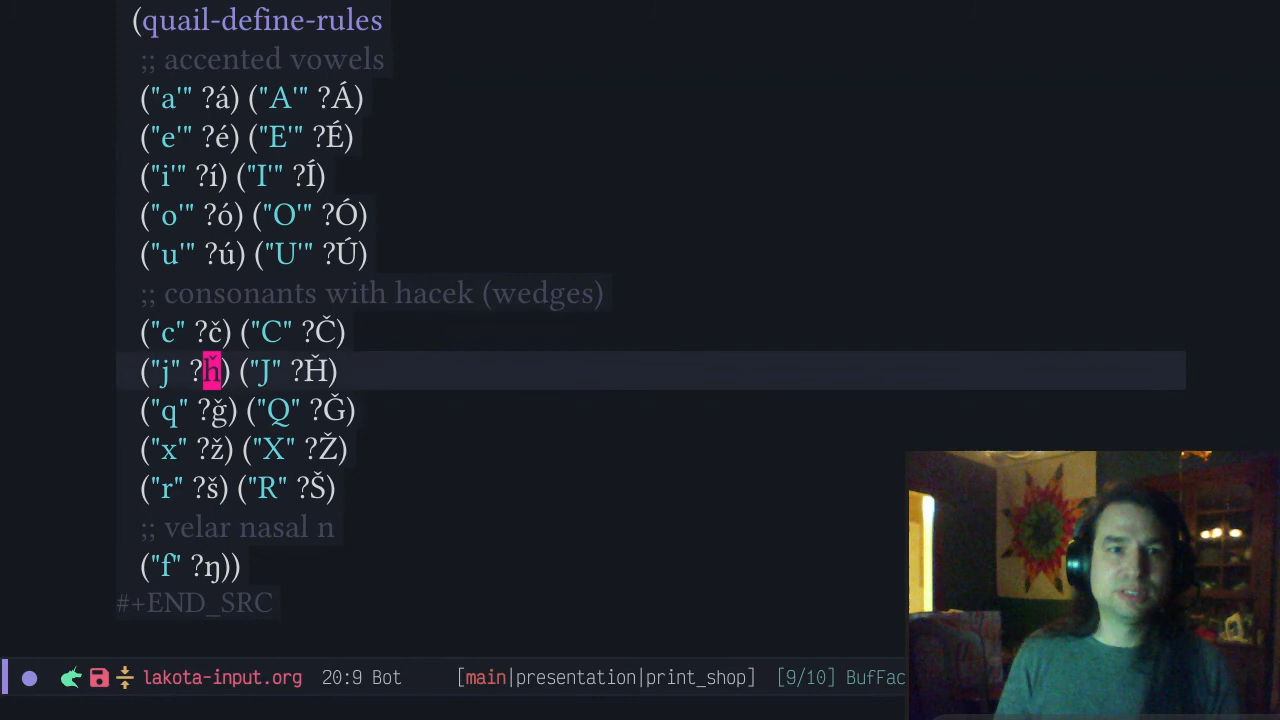 (quail-define-rules
;; accented vowels
("a'" ?á) ("A'" ?Á)
("e'" ?é) ("E'" ?É)
("i'" ?í) ("I'" ?Í)
("o'" ?ó) ("O'" ?Ó)
("u'" ?ú) ("U'" ?Ú)
;; consonants with hacek (wedges)
("c" ?č) ("C" ?Č)
("j" ?ȟ) ("J" ?Ȟ)
("q" ?ǧ) ("Q" ?Ǧ)
("x" ?ž) ("X" ?Ž)
("r" ?š) ("R" ?Š)
;; velar nasal n
("f" ?ŋ))
#+END_SRC
lakota-input.org 20:9 Bot [main|presentation|print_shop] [9/10] BufFac